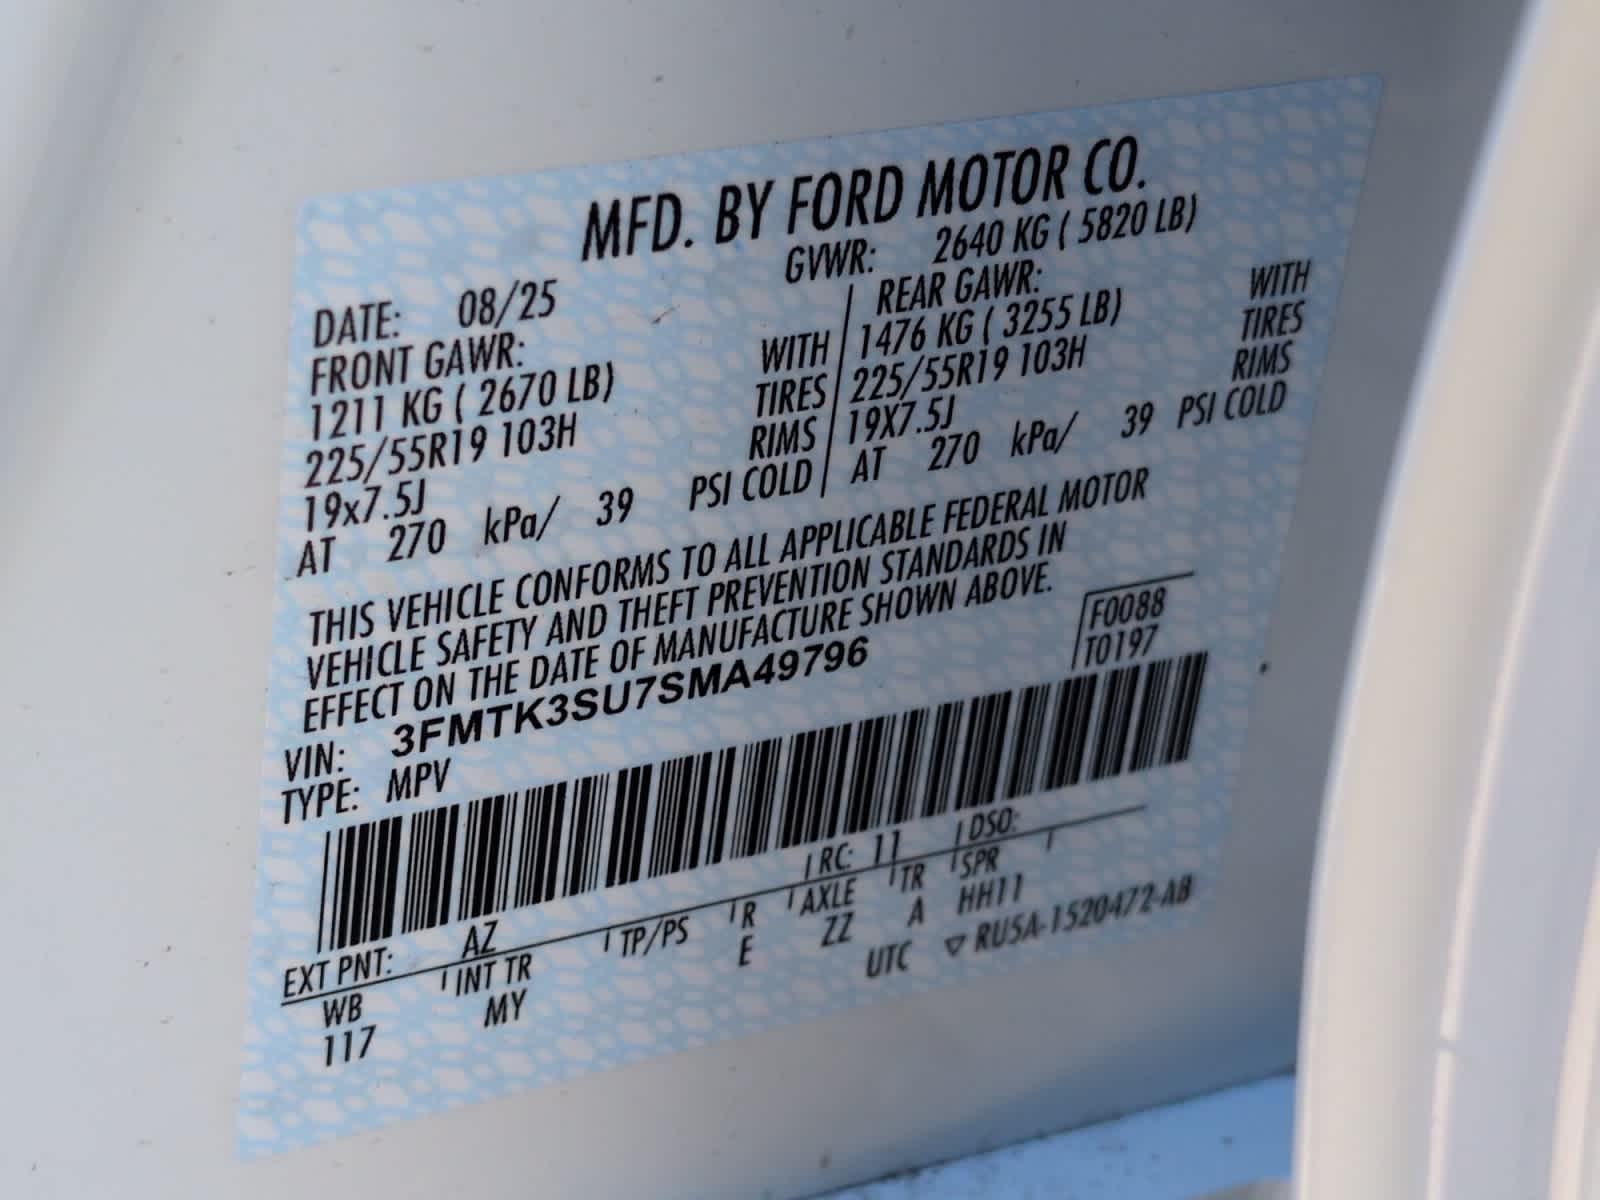 MFD. BY FORD MOTOR CO.
DATE: 08/25 GVWR: 2640 KG ( 5820 LB)
FRONT GAWR: REAR GAWR:
1211 KG ( 2670 LB) WITH 1476 KG ( 3255 LB) WITH
225/55R19 103H TIRES 225/55R19 103H TIRES
19x7.5J RIMS 19X7.5J RIMS
AT 270 kPa/ 39 PSI COLD AT 270 kPa/ 39 PSI COLD
THIS VEHICLE CONFORMS TO ALL APPLICABLE FEDERAL MOTOR
VEHICLE SAFETY AND THEFT PREVENTION STANDARDS IN
EFFECT ON THE DATE OF MANUFACTURE SHOWN ABOVE.
F0088
T0197
VIN: 3FMTK3SU7SMA49796
TYPE: MPV
EXT PNT: AZ RC: 11 DSO:
WB INT TR TP/PS R AXLE TR SPR
117 MY E ZZ A HH11
UTC ▽ RU5A-1520472-AB